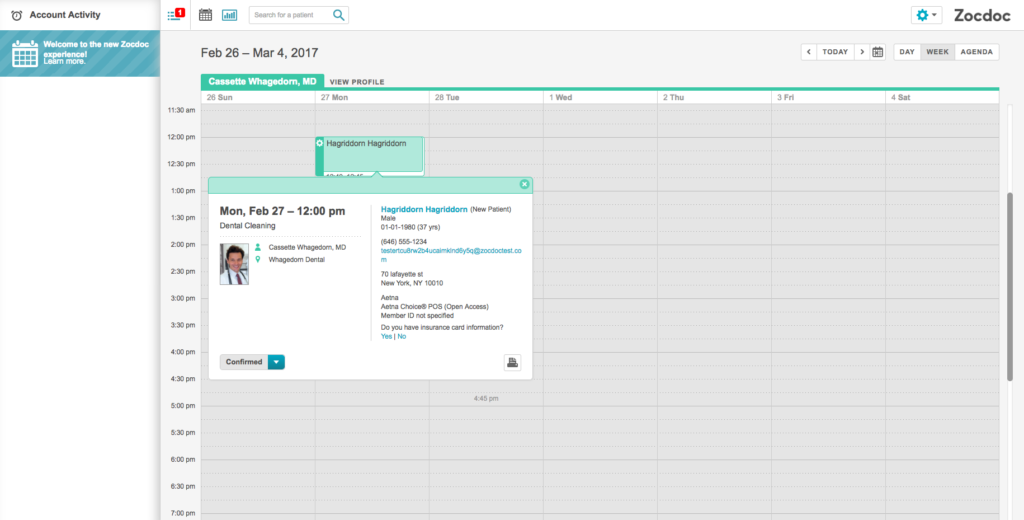 Account Activity
Welcome to the new Zocdoc
experience!
Learn more.
1
Search for a patient
Zocdoc
Feb 26 – Mar 4, 2017
TODAY
DAY
WEEK
AGENDA
Cassette Whagedorn, MD
VIEW PROFILE
26 Sun
27 Mon
28 Tue
1 Wed
2 Thu
3 Fri
4 Sat
11:30 am
12:00 pm
Hagriddorn Hagriddorn
12:30 pm
1:00 pm
1:30 pm
2:00 pm
2:30 pm
3:00 pm
3:30 pm
4:00 pm
4:30 pm
5:00 pm
5:30 pm
6:00 pm
6:30 pm
7:00 pm
Mon, Feb 27 – 12:00 pm
Dental Cleaning
Cassette Whagedorn, MD
Whagedorn Dental
Hagriddorn Hagriddorn (New Patient)
Male
01-01-1980 (37 yrs)
(646) 555-1234
70 lafayette st
New York, NY 10010
Aetna
Aetna Choice® POS (Open Access)
Member ID not specified
Do you have insurance card information?
Yes | No
Confirmed
4:45 pm